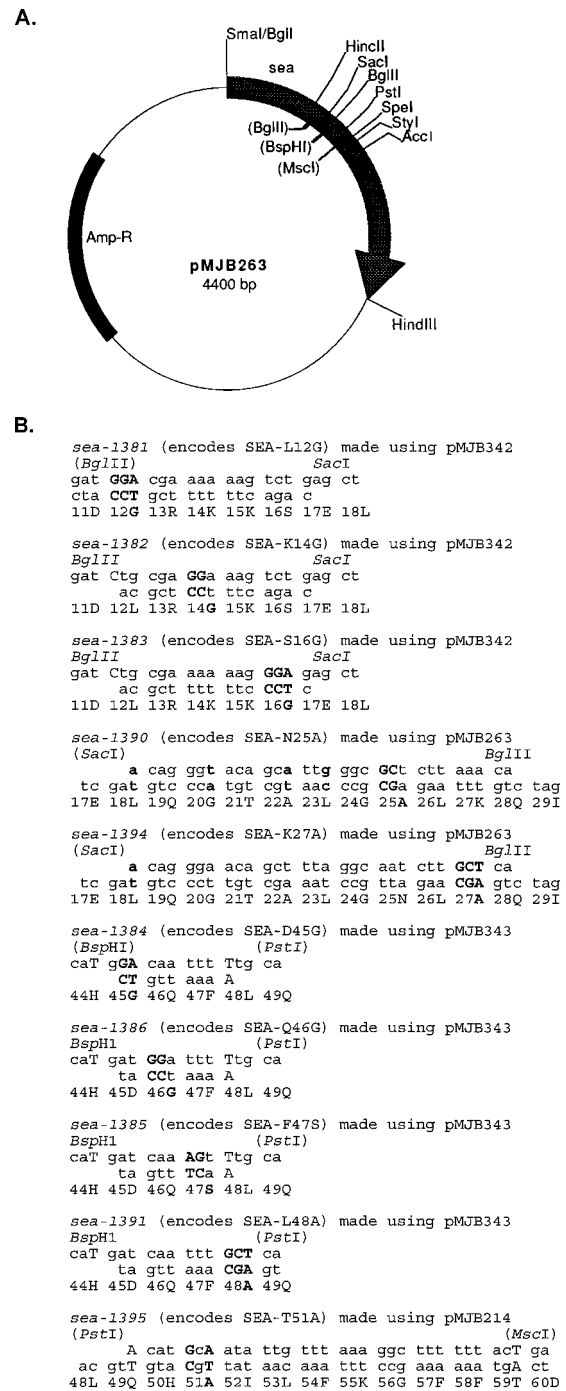 A.
SmaI/BglI
sea
HincII
SacI
BglII
PstI
SpeI
StyI
AccI
(BglII)
(BspHI)
(MscI)
Amp-R
pMJB263
4400 bp
HindIII
B.
sea-1381 (encodes SEA-L12G) made using pMJB342
(BglII) SacI
gat GGA cga aaa aag tct gag ct
cta CCT gct ttt ttc aga c
11D 12G 13R 14K 15K 16S 17E 18L
sea-1382 (encodes SEA-K14G) made using pMJB342
BglII SacI
gat Ctg cga GGa aag tct gag ct
ac gct CCt ttc aga c
11D 12L 13R 14G 15K 16S 17E 18L
sea-1383 (encodes SEA-S16G) made using pMJB342
BglII SacI
gat Ctg cga aaa aag GGA gag ct
ac gct ttt ttc CCT c
11D 12L 13R 14K 15K 16G 17E 18L
sea-1390 (encodes SEA-N25A) made using pMJB263
(SacI) BglII
a cag ggt aca gca ttg ggc GCt ctt aaa ca
tc gat gtc cca tgt cgt aac ccg CGa gaa ttt gtc tag
17E 18L 19Q 20G 21T 22A 23L 24G 25A 26L 27K 28Q 29I
sea-1394 (encodes SEA-K27A) made using pMJB263
(SacI) BglII
a cag gga aca gct tta ggc aat ctt GCT ca
tc gat gtc cct tgt cga aat ccg tta gaa CGA gtc tag
17E 18L 19Q 20G 21T 22A 23L 24G 25N 26L 27A 28Q 29I
sea-1384 (encodes SEA-D45G) made using pMJB343
(BspHI) (PstI)
caT gGA caa ttt Ttg ca
CT gtt aaa A
44H 45G 46Q 47F 48L 49Q
sea-1386 (encodes SEA-Q46G) made using pMJB343
BspH1 (PstI)
caT gat GGa ttt Ttg ca
ta CCt aaa A
44H 45D 46G 47F 48L 49Q
sea-1385 (encodes SEA-F47S) made using pMJB343
BspH1 (PstI)
caT gat caa AGt Ttg ca
ta gtt TCa A
44H 45D 46Q 47S 48L 49Q
sea-1391 (encodes SEA-L48A) made using pMJB343
BspH1 (PstI)
caT gat caa ttt GCT ca
ta gtt aaa CGA gt
44H 45D 46Q 47F 48A 49Q
sea-1395 (encodes SEA-T51A) made using pMJB214
(PstI) (MscI)
A cat GcA ata ttg ttt aaa ggc ttt ttt acT ga
ac gtT gta CgT tat aac aaa ttt ccg aaa aaa tgA ct
48L 49Q 50H 51A 52I 53L 54F 55K 56G 57F 58F 59T 60D